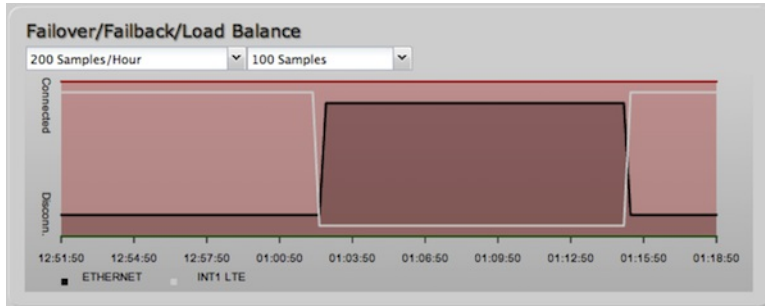 Failover/Failback/Load Balance
200 Samples/Hour 100 Samples
Connected
Disconn.
12:51:50 12:54:50 12:57:50 01:00:50 01:03:50 01:06:50 01:09:50 01:12:50 01:15:50 01:18:50
ETHERNET INT1 LTE